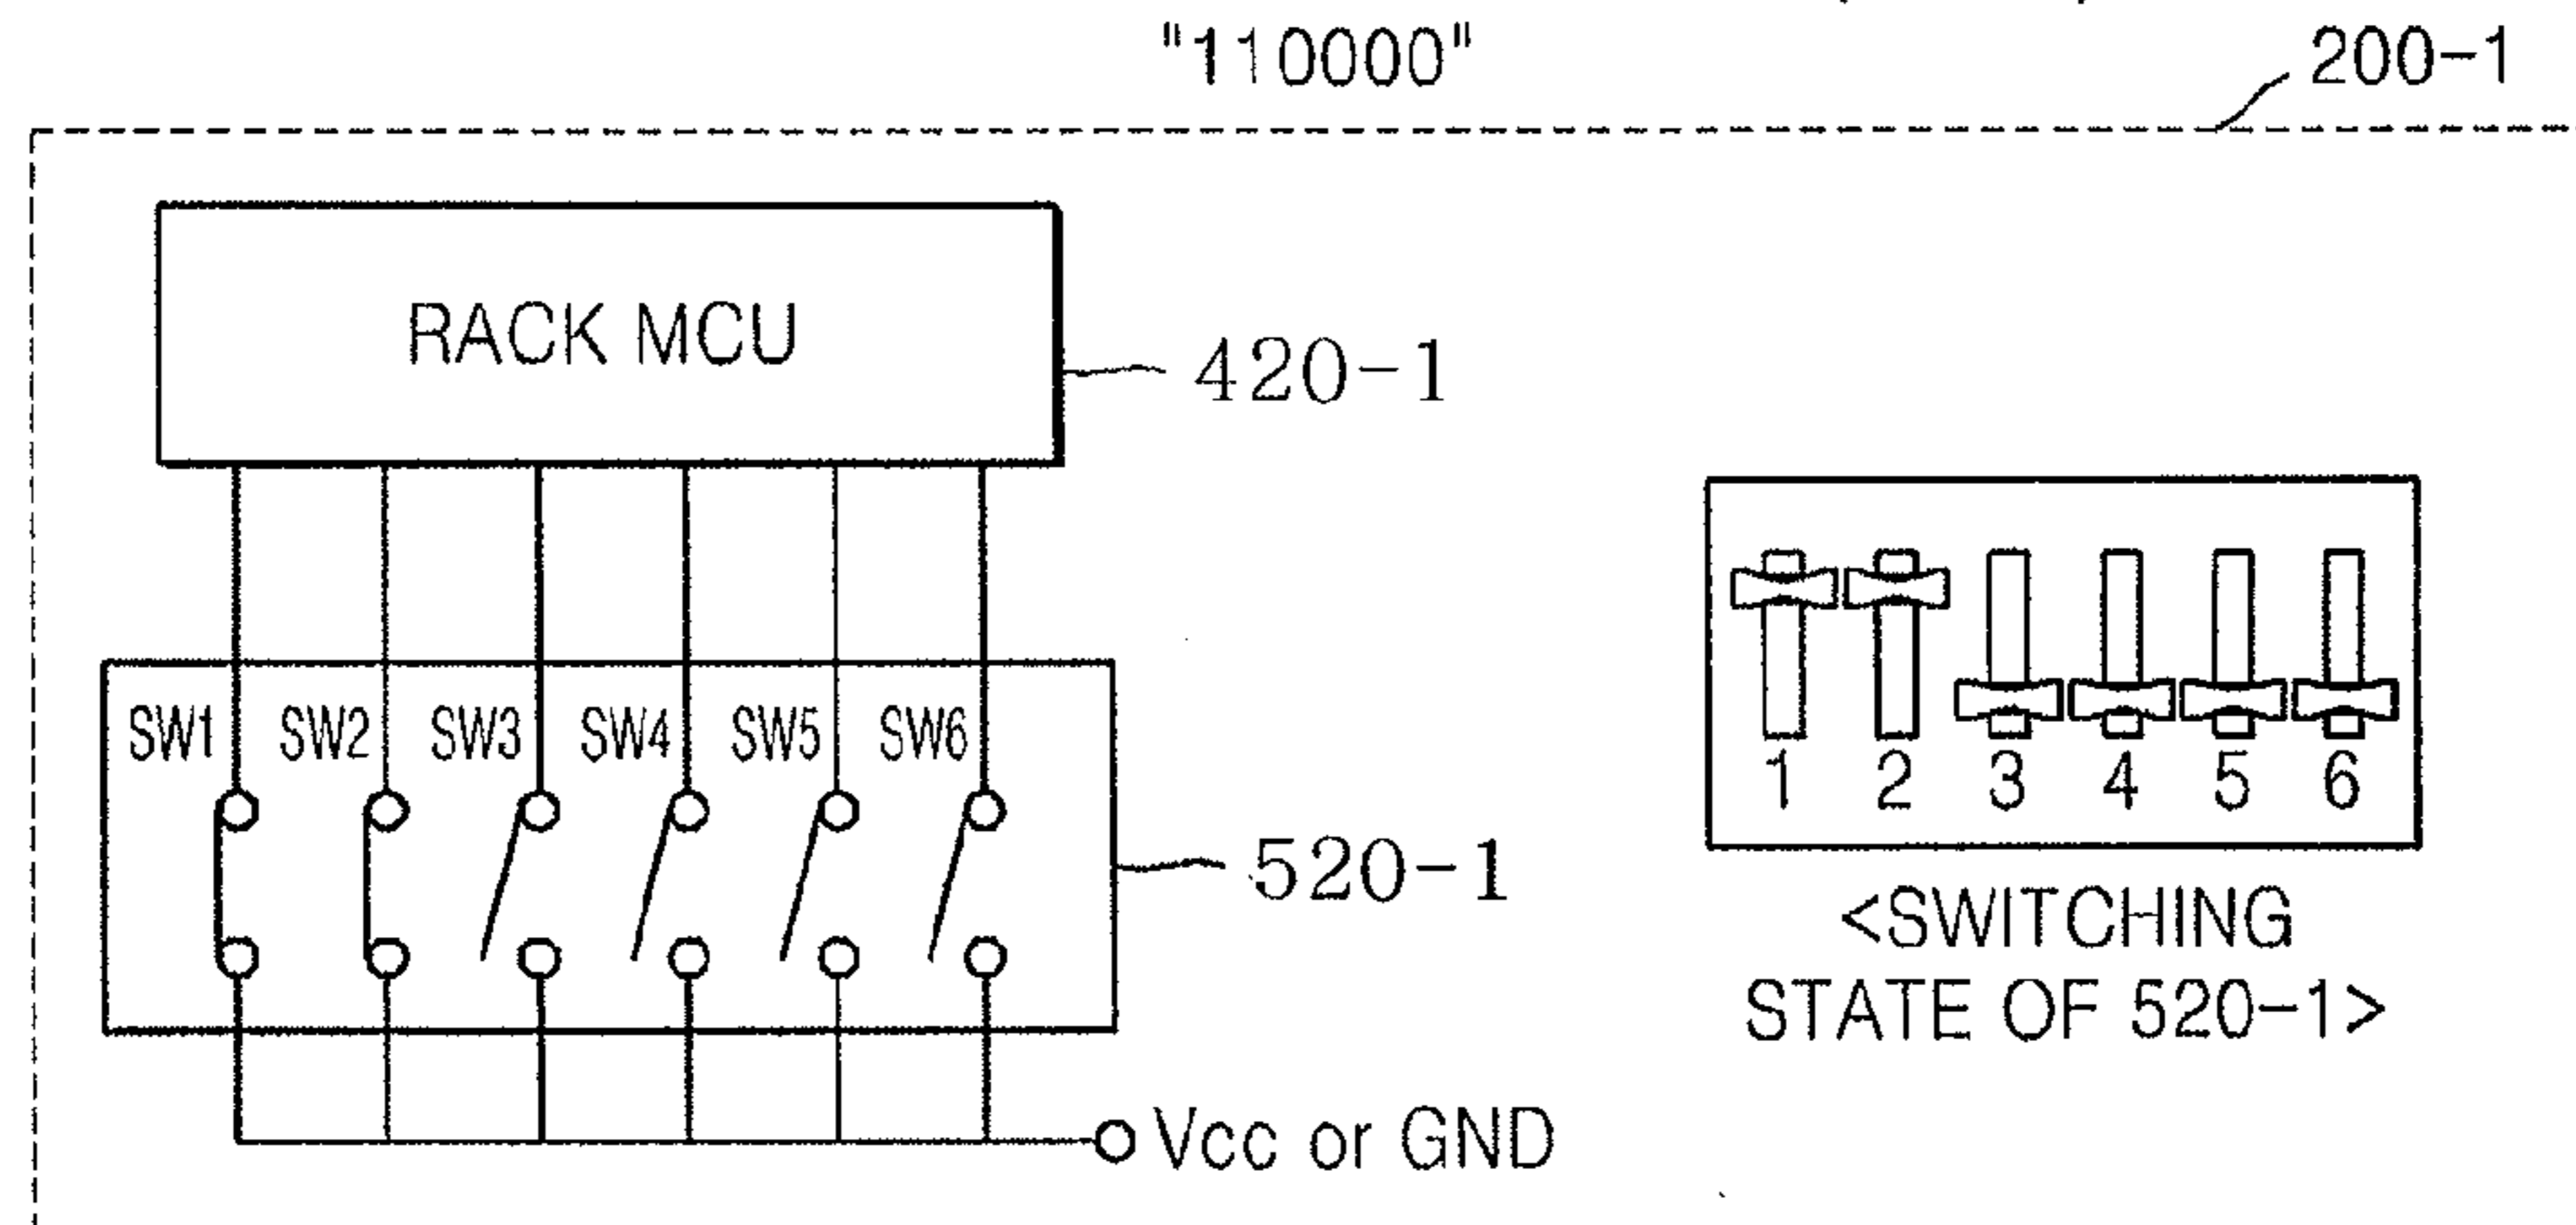 "110000"
200-1
RACK MCU
420-1
SW1 SW2 SW3 SW4 SW5 SW6
1 2 3 4 5 6
520-1
<SWITCHING
STATE OF 520-1>
Vcc or GND